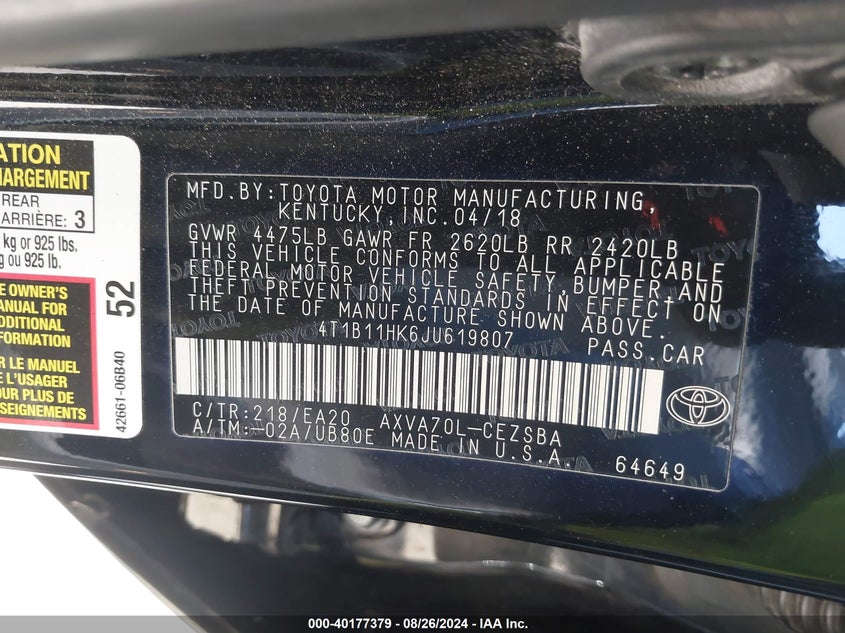 ATION
HARGEMENT
REAR
ARRIÈRE: 3
kg or 925 lbs.
ou 925 lb.
E OWNER'S
MANUAL FOR
DDITIONAL
FORMATION
R LE MANUEL
E L'USAGER
OUR PLUS DE
SEIGNEMENTS
52
42661-06B40
MFD.BY:TOYOTA MOTOR MANUFACTURING,
KENTUCKY,INC.04/18
GVWR 4475LB GAWR FR 2620LB RR 2420LB
THIS VEHICLE CONFORMS TO ALL APPLICABLE
FEDERAL MOTOR VEHICLE SAFETY,BUMPER,AND
THEFT PREVENTION STANDARDS IN EFFECT ON
THE DATE OF MANUFACTURE SHOWN ABOVE.
4T1B11HK6JU619807 PASS.CAR
C/TR:218/EA20 AXVA70L-CEZSBA
A/TM:-02A/UB80E MADE IN U.S.A. 64649
000-40177379 - 08/26/2024 - IAA Inc.